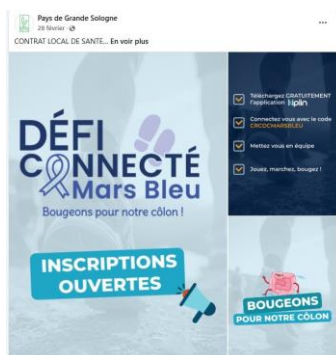 Pays de Grande Sologne
28 février
CONTRAT LOCAL DE SANTE... En voir plus
DÉFI
CONNECTÉ
Mars Bleu
Bougeons pour notre côlon !
INSCRIPTIONS
OUVERTES
Téléchargez GRATUITEMENT
l'application kiplin
Connectez vous avec le code
CRCDCMARSBLEU
Mettez vous en équipe
Jouez, marchez, bougez !
BOUGEONS
POUR NOTRE CÔLON